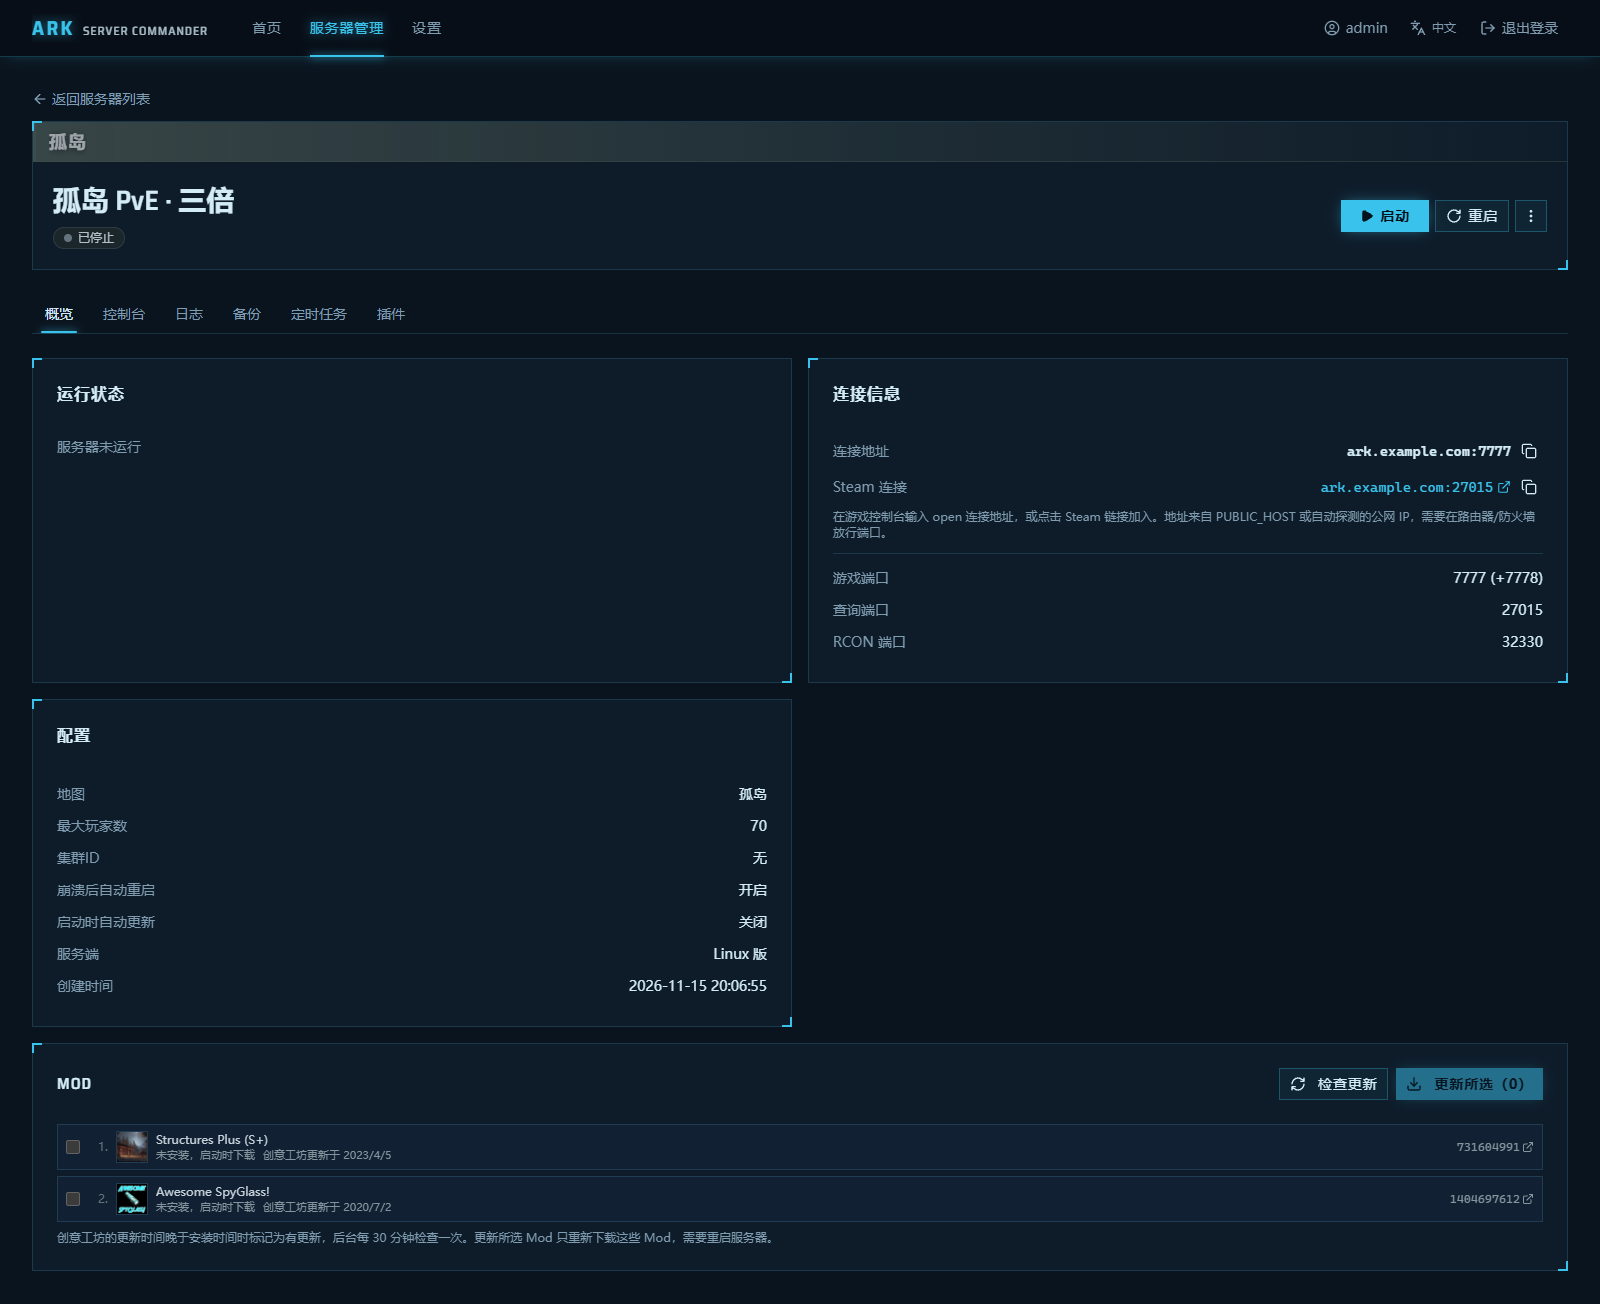 ARK SERVER COMMANDER 首页 服务器管理 设置 admin 中文 退出登录
返回服务器列表
孤岛
孤岛 PvE · 三倍
已停止
启动 重启
概览 控制台 日志 备份 定时任务 插件
运行状态
服务器未运行
连接信息
连接地址 ark.example.com:7777
Steam 连接 ark.example.com:27015
在游戏控制台输入 open 连接地址，或点击 Steam 链接加入。地址来自 PUBLIC_HOST 或自动探测的公网 IP，需要在路由器/防火墙
放行端口。
游戏端口 7777 (+7778)
查询端口 27015
RCON 端口 32330
配置
地图 孤岛
最大玩家数 70
集群ID 无
崩溃后自动重启 开启
启动时自动更新 关闭
服务端 Linux 版
创建时间 2026-11-15 20:06:55
MOD 检查更新 更新所选（0）
1. Structures Plus (S+) 731604991
未安装，启动时下载 创意工坊更新于 2023/4/5
2. Awesome SpyGlass! 1404697612
未安装，启动时下载 创意工坊更新于 2020/7/2
AWESOME
SPYGLASS
创意工坊的更新时间晚于安装时间时标记为有更新，后台每 30 分钟检查一次。更新所选 Mod 只重新下载这些 Mod，需要重启服务器。